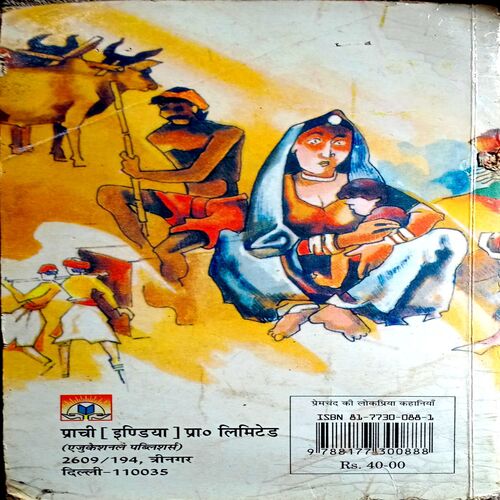 प्रेमचंद की लोकप्रिया कहानियाँ
ISBN 81-7730-088-1
9 788177 300888
Rs. 40-00
प्राची [ इण्डिया ] प्रा० लिमिटेड
(एजुकेशनल पब्लिशर्स)
2609/194, त्रीनगर
दिल्ली-110035